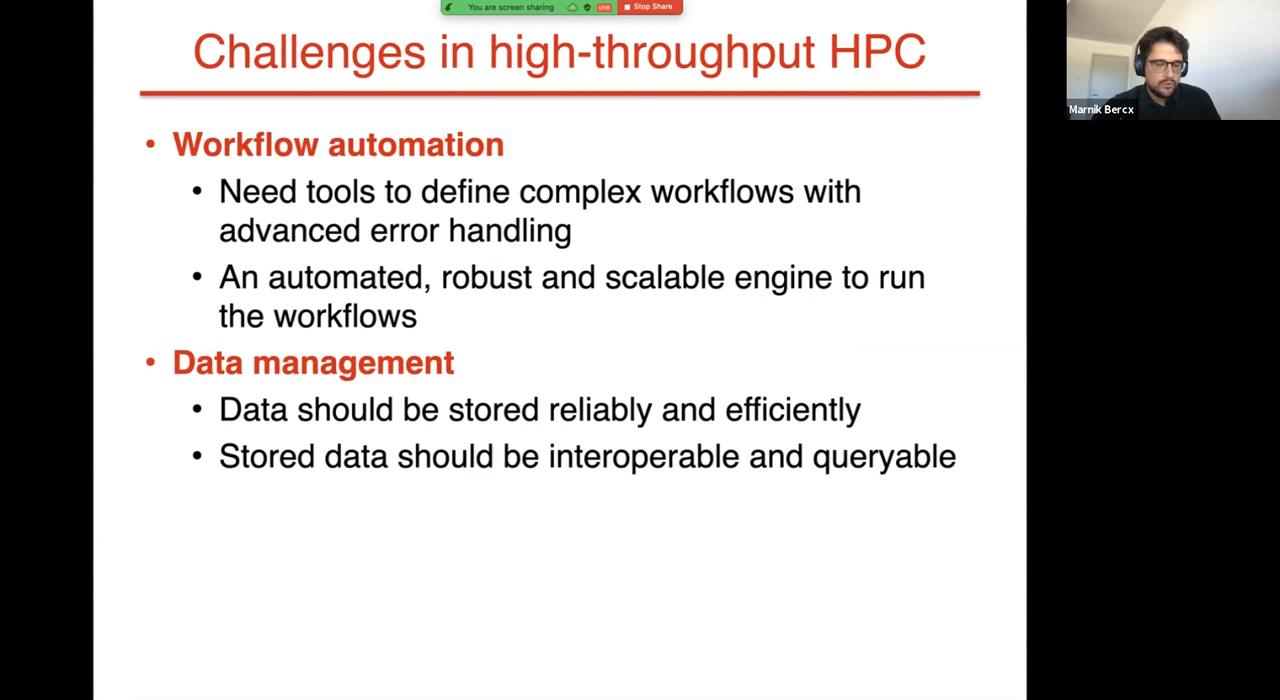 You are screen sharing LIVE Stop Share
Challenges in high-throughput HPC
Marnik Bercx
• Workflow automation
• Need tools to define complex workflows with
advanced error handling
• An automated, robust and scalable engine to run
the workflows
• Data management
• Data should be stored reliably and efficiently
• Stored data should be interoperable and queryable